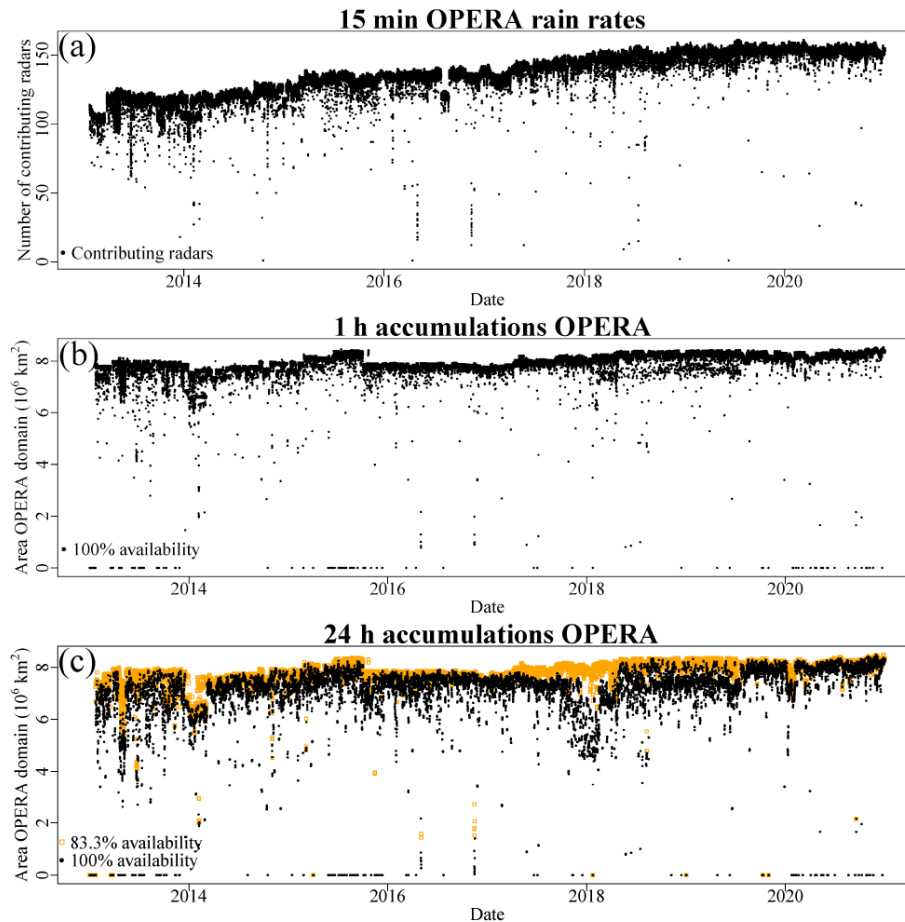 15 min OPERA rain rates
(a)
Number of contributing radars
150
100
50
0
Contributing radars
2014 2016 2018 2020
Date
1 h accumulations OPERA
(b)
Area OPERA domain (10⁶ km²)
8
6
4
2
0
100% availability
2014 2016 2018 2020
Date
24 h accumulations OPERA
(c)
Area OPERA domain (10⁶ km²)
8
6
4
2
0
83.3% availability
100% availability
2014 2016 2018 2020
Date